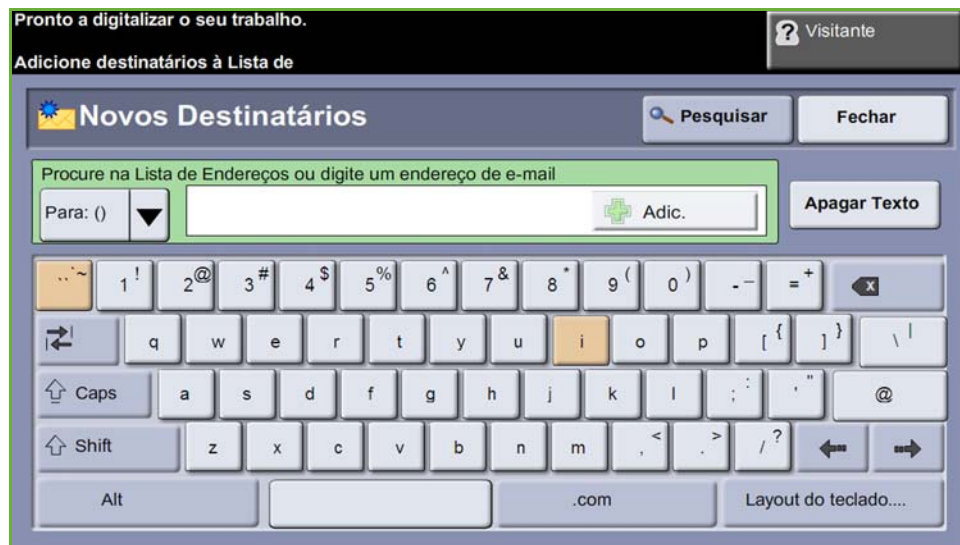 Pronto a digitalizar o seu trabalho.
? Visitante
Adicione destinatários à Lista de
Novos Destinatários
Pesquisar
Fechar
Procure na Lista de Endereços ou digite um endereço de e-mail
Para: ()
Adic.
Apagar Texto
1 ! 2 @ 3 # 4 $ 5 % 6 ^ 7 & 8 * 9 ( 0 ) - _ = + x
q w e r t y u i o p [ { ] } \ |
Caps a s d f g h j k l ; : ' " @
Shift z x c v b n m , < . > / ?
Alt .com Layout do teclado....